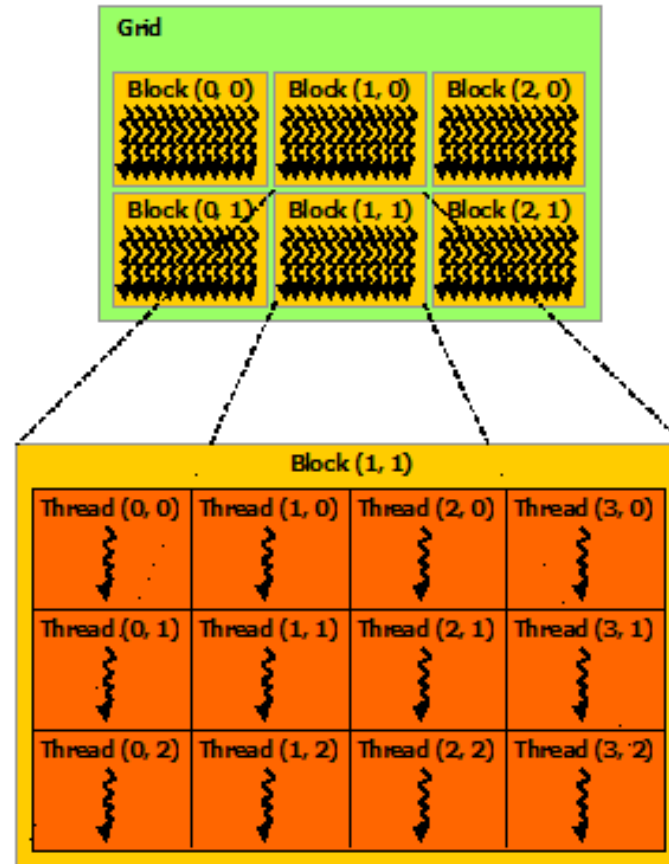 Grid
Block (0, 0) Block (1, 0) Block (2, 0)
Block (0, 1) Block (1, 1) Block (2, 1)
Block (1, 1)
Thread (0, 0) Thread (1, 0) Thread (2, 0) Thread (3, 0)
Thread (0, 1) Thread (1, 1) Thread (2, 1) Thread (3, 1)
Thread (0, 2) Thread (1, 2) Thread (2, 2) Thread (3, 2)